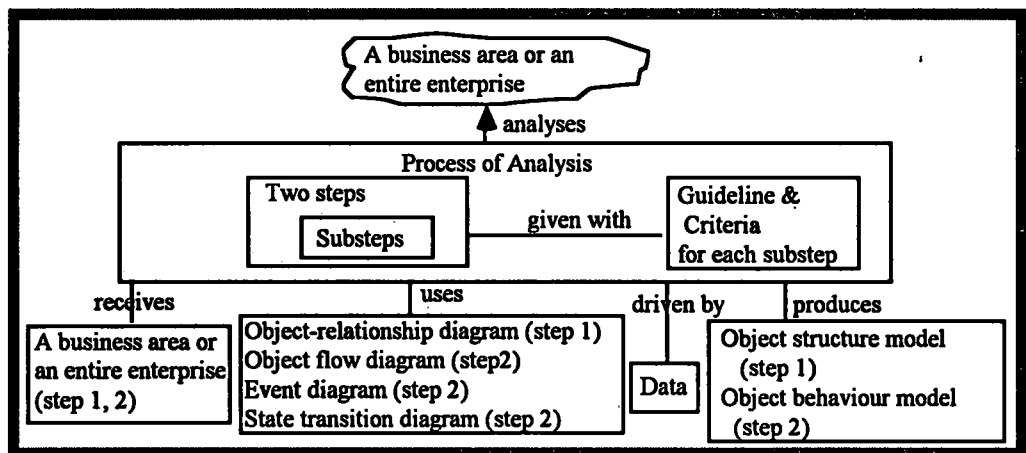 A business area or an
entire enterprise
analyses
Process of Analysis
Two steps
Substeps
given with
Guideline &
Criteria
for each substep
receives
uses
driven by
produces
A business area or
an entire enterprise
(step 1, 2)
Object-relationship diagram (step 1)
Object flow diagram (step2)
Event diagram (step 2)
State transition diagram (step 2)
Data
Object structure model
(step 1)
Object behaviour model
(step 2)